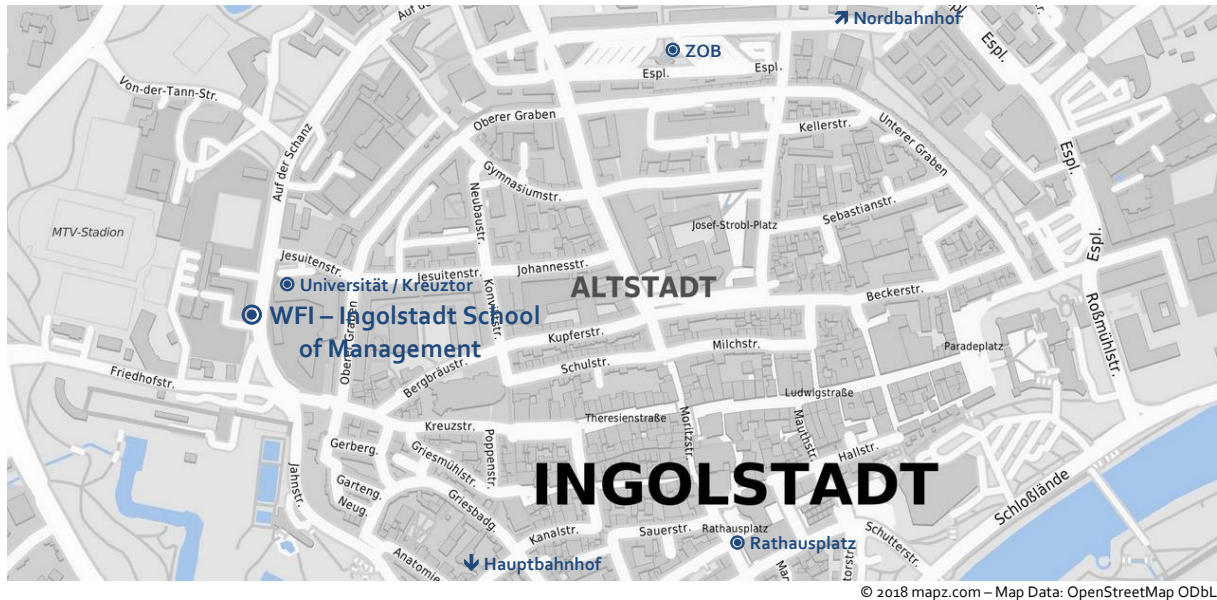 Auf de
Nordbahnhof
ZOB
Espl.
Espl.
Espl.
Espl.
Von-der-Tann-Str.
Oberer Graben
Kellerstr.
Unterer Graben
Auf der Schanz
Gymnasiumstr.
Neubaustr.
Sebastianstr.
Josef-Strobl-Platz
MTV-Stadion
Espl.
Jesuitenstr.
Jesuitenstr.
Johannesstr.
Universität / Kreuztor
Konviktstr.
ALTSTADT
Beckerstr.
Roßmühlstr.
WFI – Ingolstadt School
of Management
Oberer Graben
Kupferstr.
Milchstr.
Paradeplatz
Schulstr.
Friedhofstr.
Bergbräustr.
Ludwigstraße
Theresienstraße
Moritzstr.
Mauthstr.
Kreuzstr.
Poppenstr.
Gerberg.
Griesmühlstr.
Hallstr.
INGOLSTADT
Jahnstr.
Garteng.
Neug.
Griesbadg.
Schloßlände
Kanalstr.
Sauerstr.
Rathausplatz
Rathausplatz
Schutterstr.
Anatomie
Hauptbahnhof
Mau
torstr.
© 2018 mapz.com – Map Data: OpenStreetMap ODbL